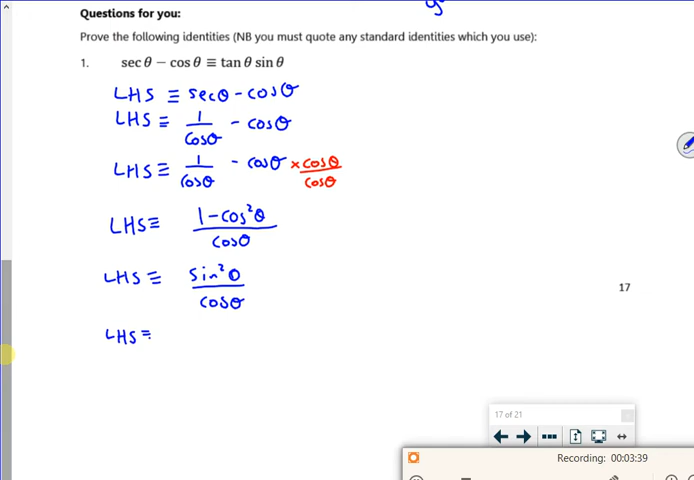 Questions for you:
Prove the following identities (NB you must quote any standard identities which you use):
1. sec θ − cos θ ≡ tan θ sin θ
LHS ≡ secθ - cosθ
LHS ≡ 1/cosθ - cosθ
LHS ≡ 1/cosθ - cosθ × cosθ/cosθ
LHS ≡ 1-cos²θ/cosθ
LHS ≡ sin²θ/cosθ
17
LHS ≡
17 of 21
Recording: 00:03:39